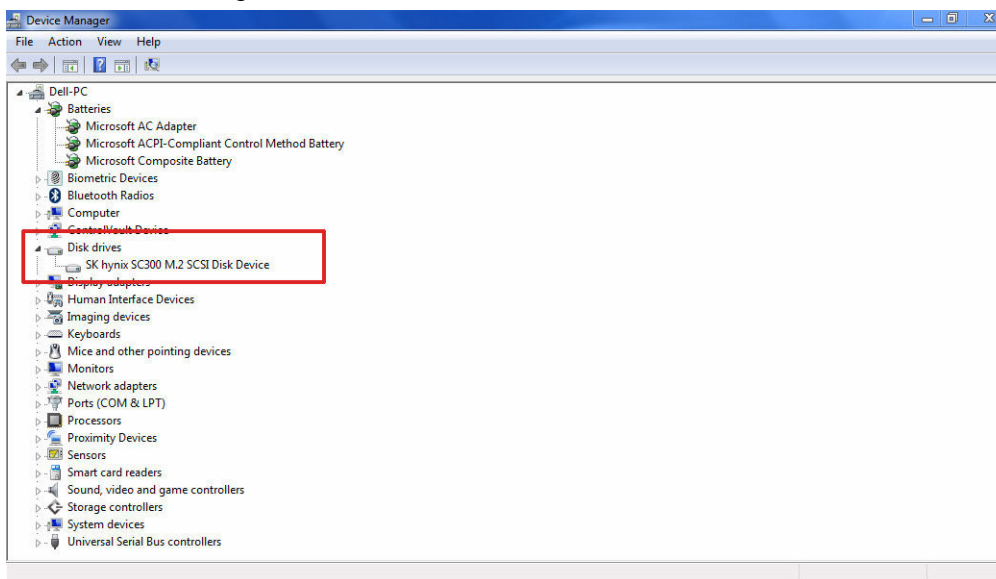 Device Manager
File Action View Help
Dell-PC
Batteries
Microsoft AC Adapter
Microsoft ACPI-Compliant Control Method Battery
Microsoft Composite Battery
Biometric Devices
Bluetooth Radios
Computer
ControlVault Device
Disk drives
SK hynix SC300 M.2 SCSI Disk Device
Display adapters
Human Interface Devices
Imaging devices
Keyboards
Mice and other pointing devices
Monitors
Network adapters
Ports (COM & LPT)
Processors
Proximity Devices
Sensors
Smart card readers
Sound, video and game controllers
Storage controllers
System devices
Universal Serial Bus controllers